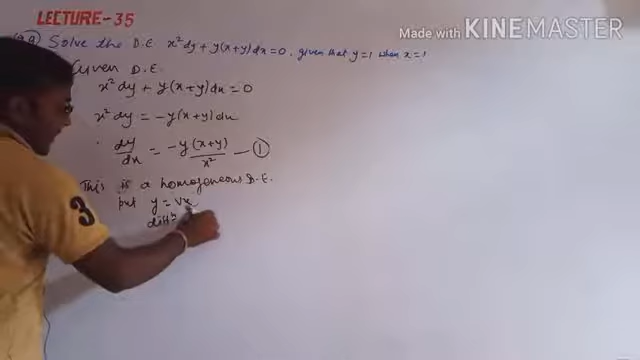 LECTURE-35
Made with KINEMASTER
Solve the D.E x²dy + y(x+y)dx = 0, given that y=1 when x=1
Given D.E.
x²dy + y(x+y)dx = 0
x²dy = -y(x+y)dx
dy/dx = -y(x+y)/x² — ①
This is a homogeneous D.E.
put y = vx
diff